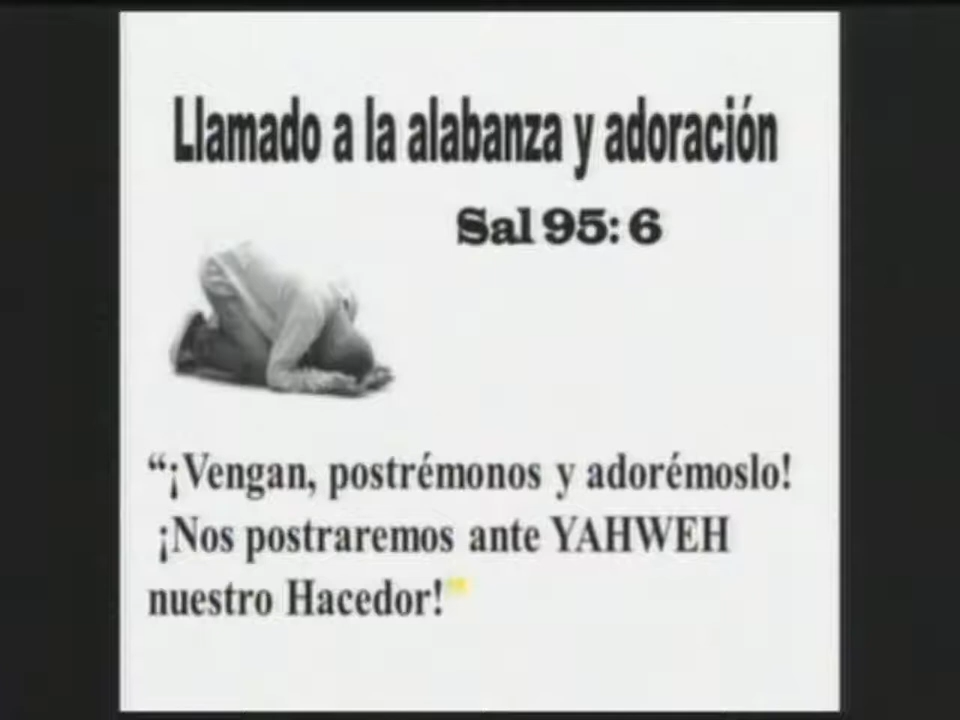 Llamado a la alabanza y adoración
Sal 95: 6
“¡Vengan, postrémonos y adorémoslo!
¡Nos postraremos ante YAHWEH
nuestro Hacedor!”